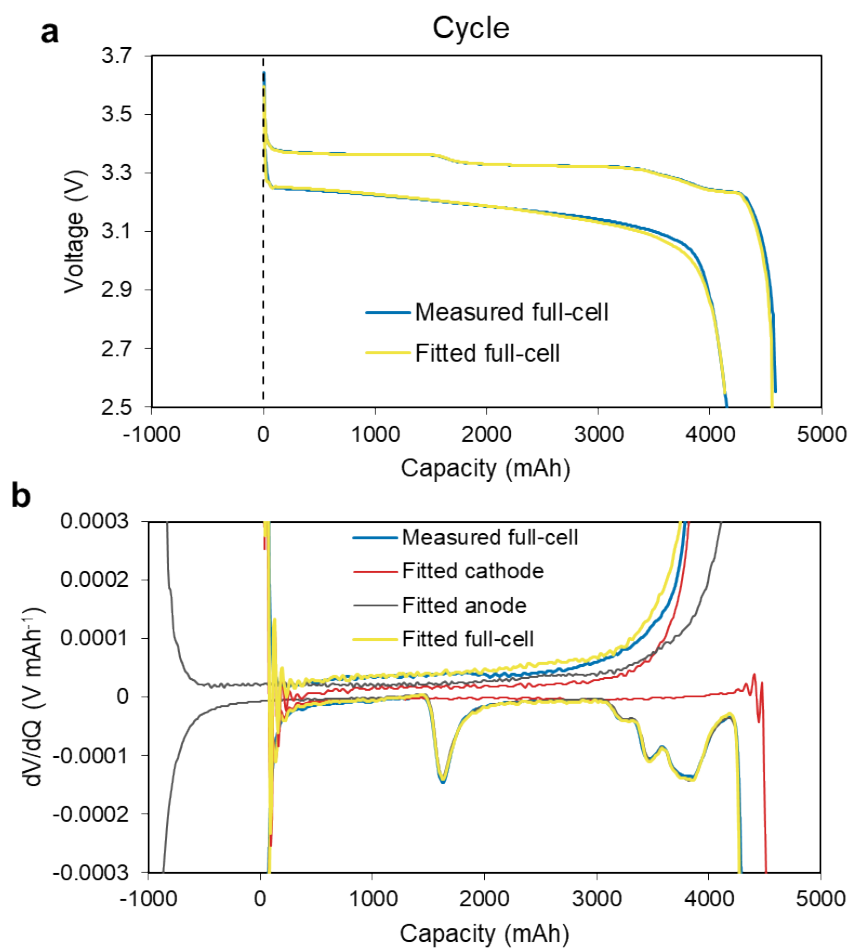 a
Cycle
3.7
3.5
3.3
3.1
2.9
2.7
2.5
Voltage (V)
Measured full-cell
Fitted full-cell
-1000 0 1000 2000 3000 4000 5000
Capacity (mAh)
b
0.0003
0.0002
0.0001
0
-0.0001
-0.0002
-0.0003
dV/dQ (V mAh⁻¹)
Measured full-cell
Fitted cathode
Fitted anode
Fitted full-cell
-1000 0 1000 2000 3000 4000 5000
Capacity (mAh)